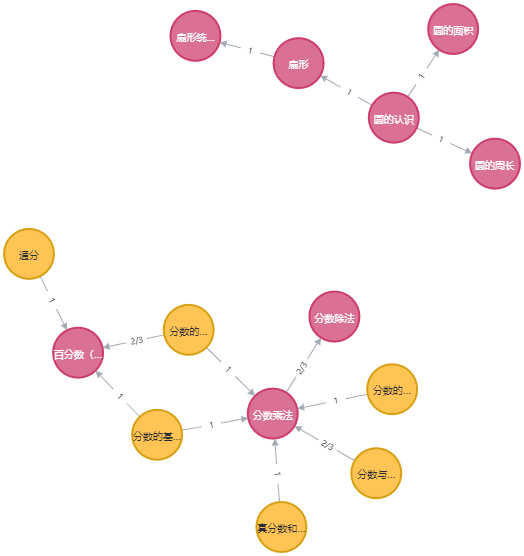 扇形统...
1
扇形
圆的面积
1
1
圆的认识
1
圆的周长
通分
1
百分数（...
2/3
分数的...
分数除法
1
2/3
1
分数的...
1
分数乘法
分数的基...
1
2/3
分数与...
1
真分数和...